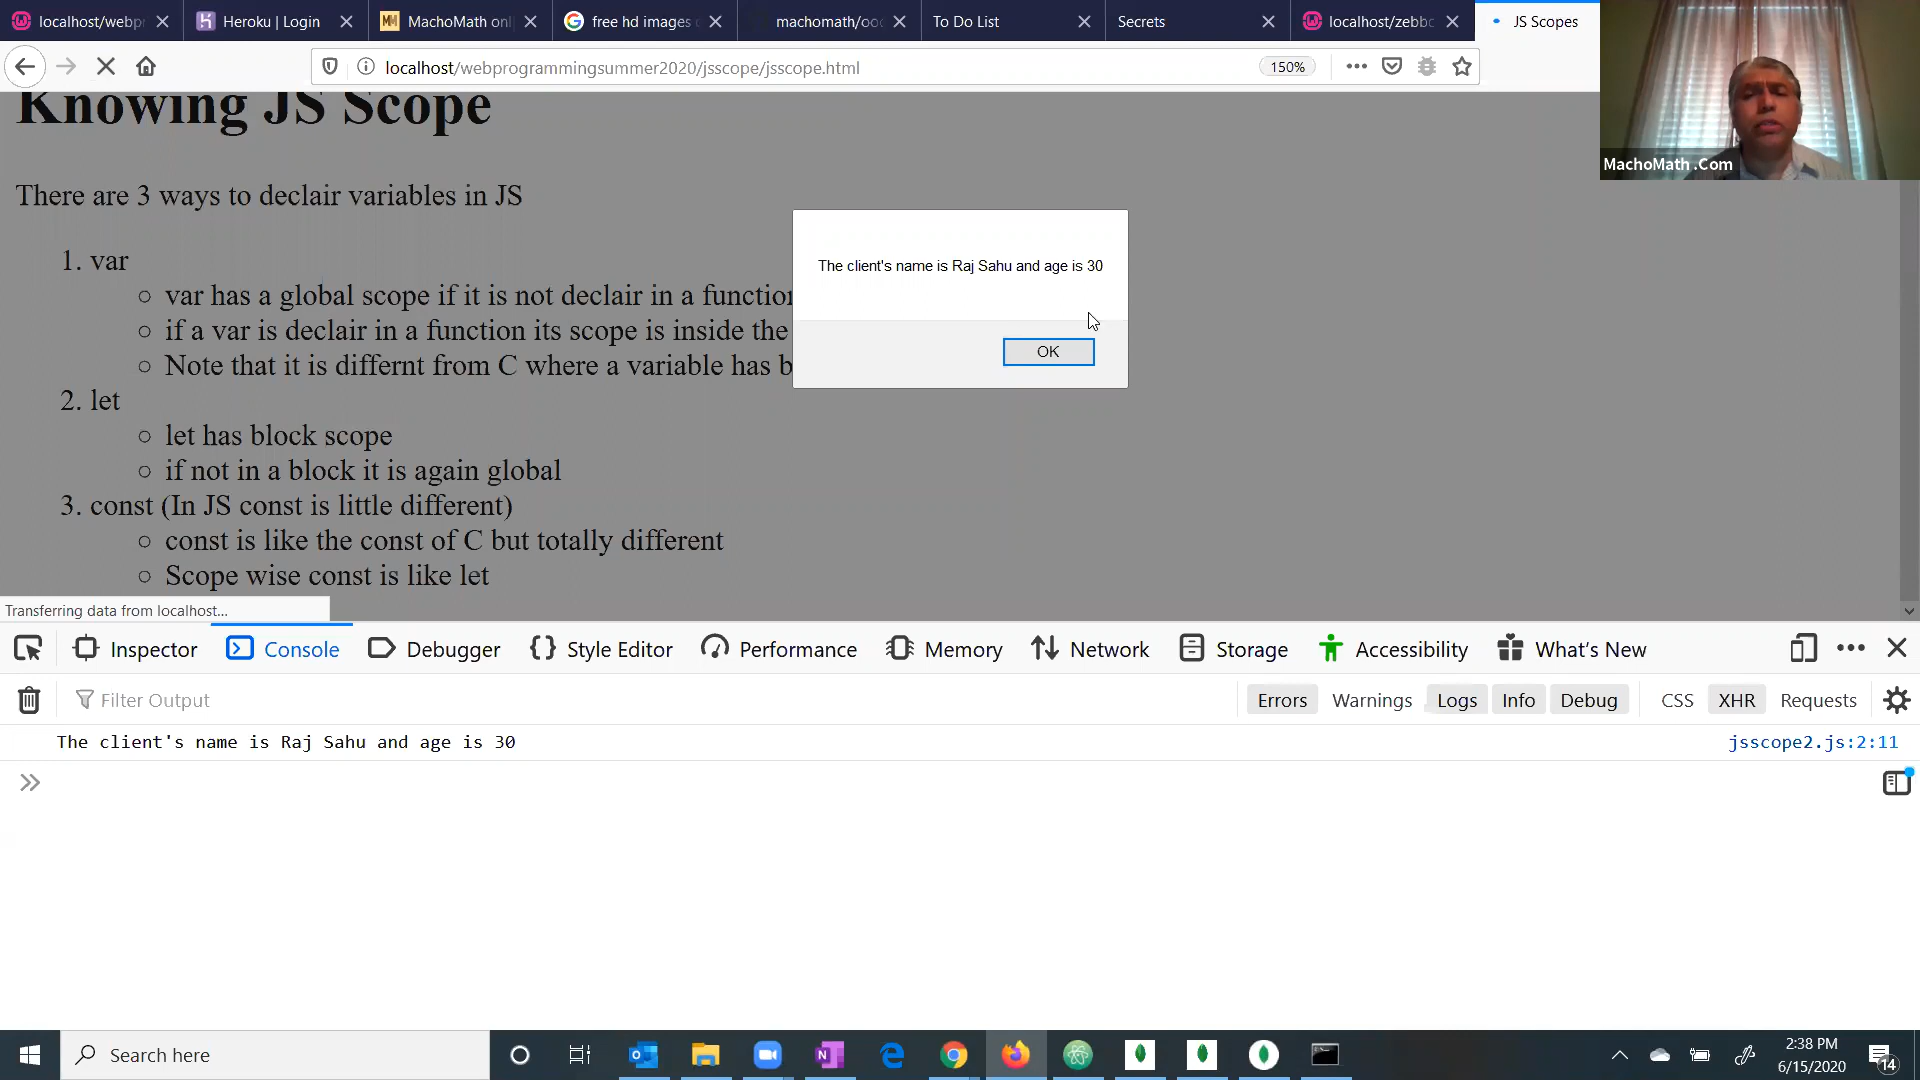 localhost/webpr
Heroku | Login
MachoMath onl
free hd images
machomath/ooc
To Do List
Secrets
localhost/zebbo
JS Scopes
localhost/webprogrammingsummer2020/jsscope/jsscope.html
150%
MachoMath .Com
Knowing JS Scope
There are 3 ways to declair variables in JS
1. var
var has a global scope if it is not declair in a function
if a var is declair in a function its scope is inside the
Note that it is differnt from C where a variable has b
2. let
let has block scope
if not in a block it is again global
3. const (In JS const is little different)
const is like the const of C but totally different
Scope wise const is like let
The client's name is Raj Sahu and age is 30
OK
Transferring data from localhost...
Inspector
Console
Debugger
Style Editor
Performance
Memory
Network
Storage
Accessibility
What's New
Filter Output
Errors
Warnings
Logs
Info
Debug
CSS
XHR
Requests
The client's name is Raj Sahu and age is 30
jsscope2.js:2:11
Search here
2:38 PM
6/15/2020
14